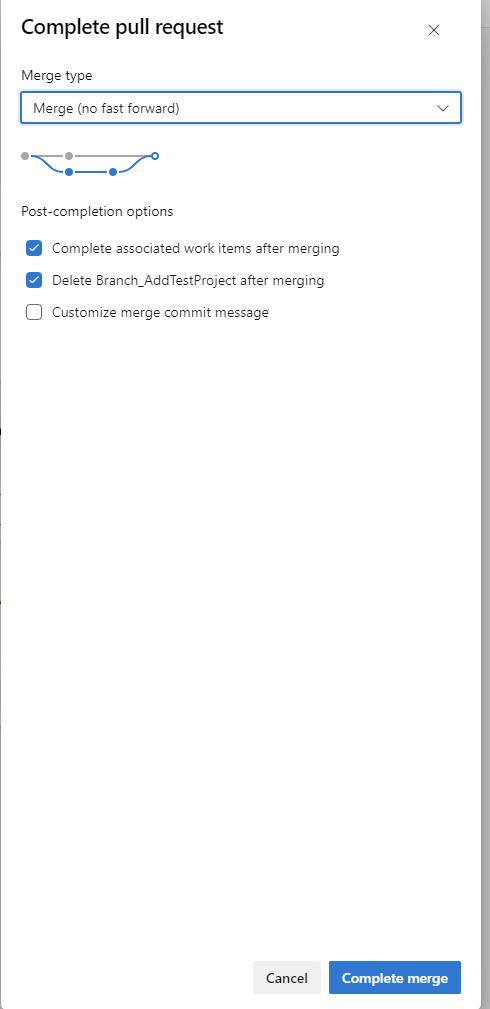 Complete pull request
Merge type
Merge (no fast forward)
Post-completion options
Complete associated work items after merging
Delete Branch_AddTestProject after merging
Customize merge commit message
Cancel
Complete merge